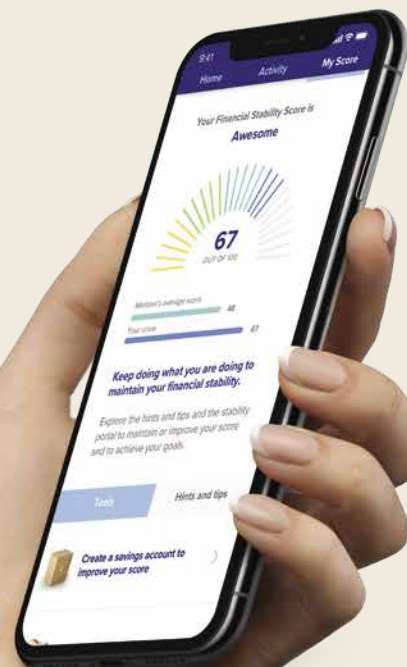 9:41
Home Activity My Score
Your Financial Stability Score is
Awesome
67
OUT OF 100
Member's average score 48
Your score 67
Keep doing what you are doing to
maintain your financial stability.
Explore the hints and tips and the stability
portal to maintain or improve your score
and to achieve your goals.
Tools Hints and tips
Create a savings account to
improve your score